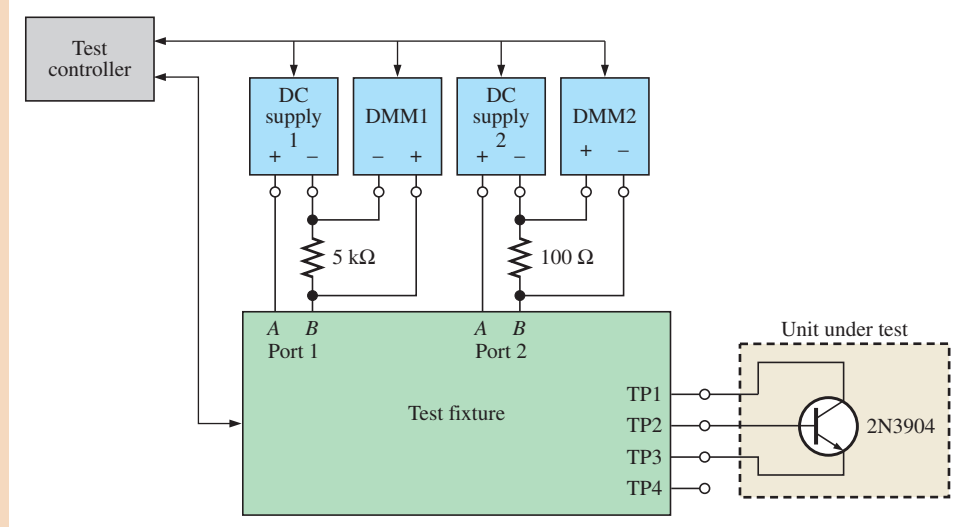 Test
controller
DC
supply
1
+ −
DMM1
− +
DC
supply
2
+ −
DMM2
+ −
5 kΩ
100 Ω
A B
Port 1
A B
Port 2
Test fixture
TP1
TP2
TP3
TP4
Unit under test
2N3904